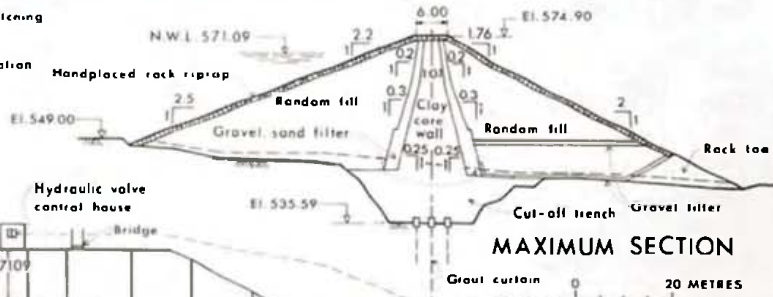 6.00
El. 574.90
N.W.L. 571.09
2.2
1
1.76
1
0.2
1
0.2
1
Handplaced rock riprap
2.5
1
Random fill
0.3
1
Clay
core
wall
0.3
1
2
1
El. 549.00
Gravel, sand filter
Random fill
Rock toe
0.25
0.25
1
1
Hydraulic valve
control house
El. 535.59
Cut-off trench
Gravel filter
Bridge
MAXIMUM SECTION
7109
Grout curtain
0
20 METRES